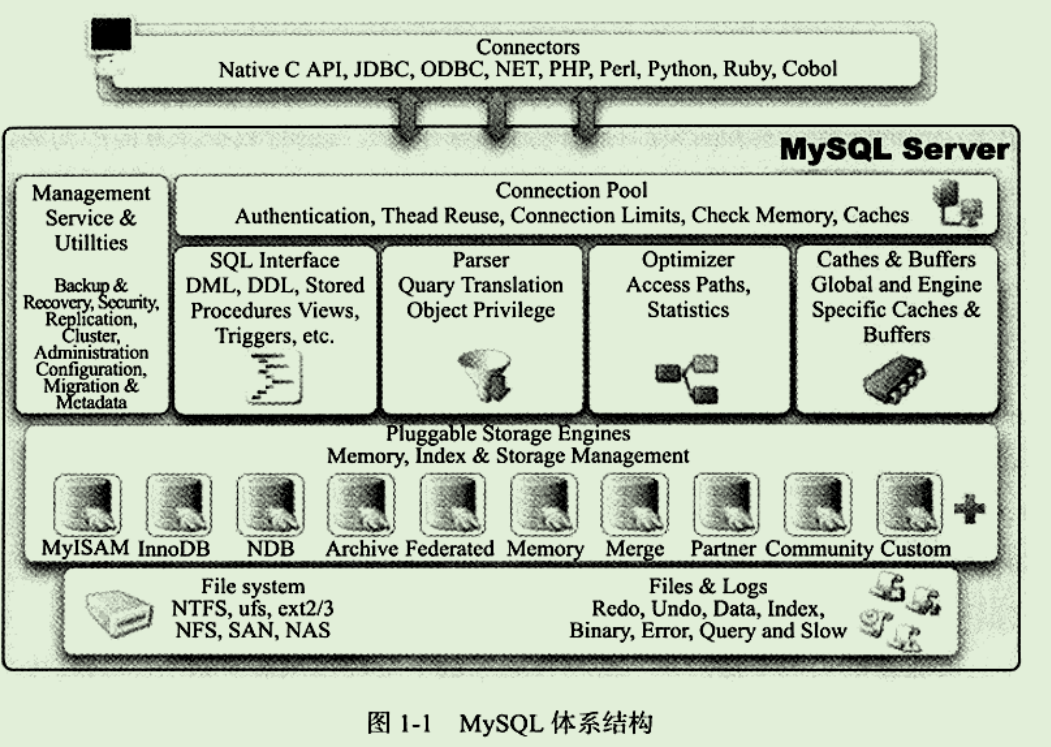 Connectors
Native C API, JDBC, ODBC, NET, PHP, Perl, Python, Ruby, Cobol
MySQL Server
Management
Service &
Utillties
Backup &
Recovery, Security,
Replication,
Cluster,
Administration
Configuration,
Migration &
Metadata
Connection Pool
Authentication, Thead Reuse, Connection Limits, Check Memory, Caches
SQL Interface
DML, DDL, Stored
Procedures Views,
Triggers, etc.
Parser
Quary Translation
Object Privilege
Optimizer
Access Paths,
Statistics
Cathes & Buffers
Global and Engine
Specific Caches &
Buffers
Pluggable Storage Engines
Memory, Index & Storage Management
MyISAM InnoDB NDB Archive Federated Memory Merge Partner Community Custom
File system
NTFS, ufs, ext2/3
NFS, SAN, NAS
Files & Logs
Redo, Undo, Data, Index,
Binary, Error, Query and Slow
图 1-1 MySQL 体系结构